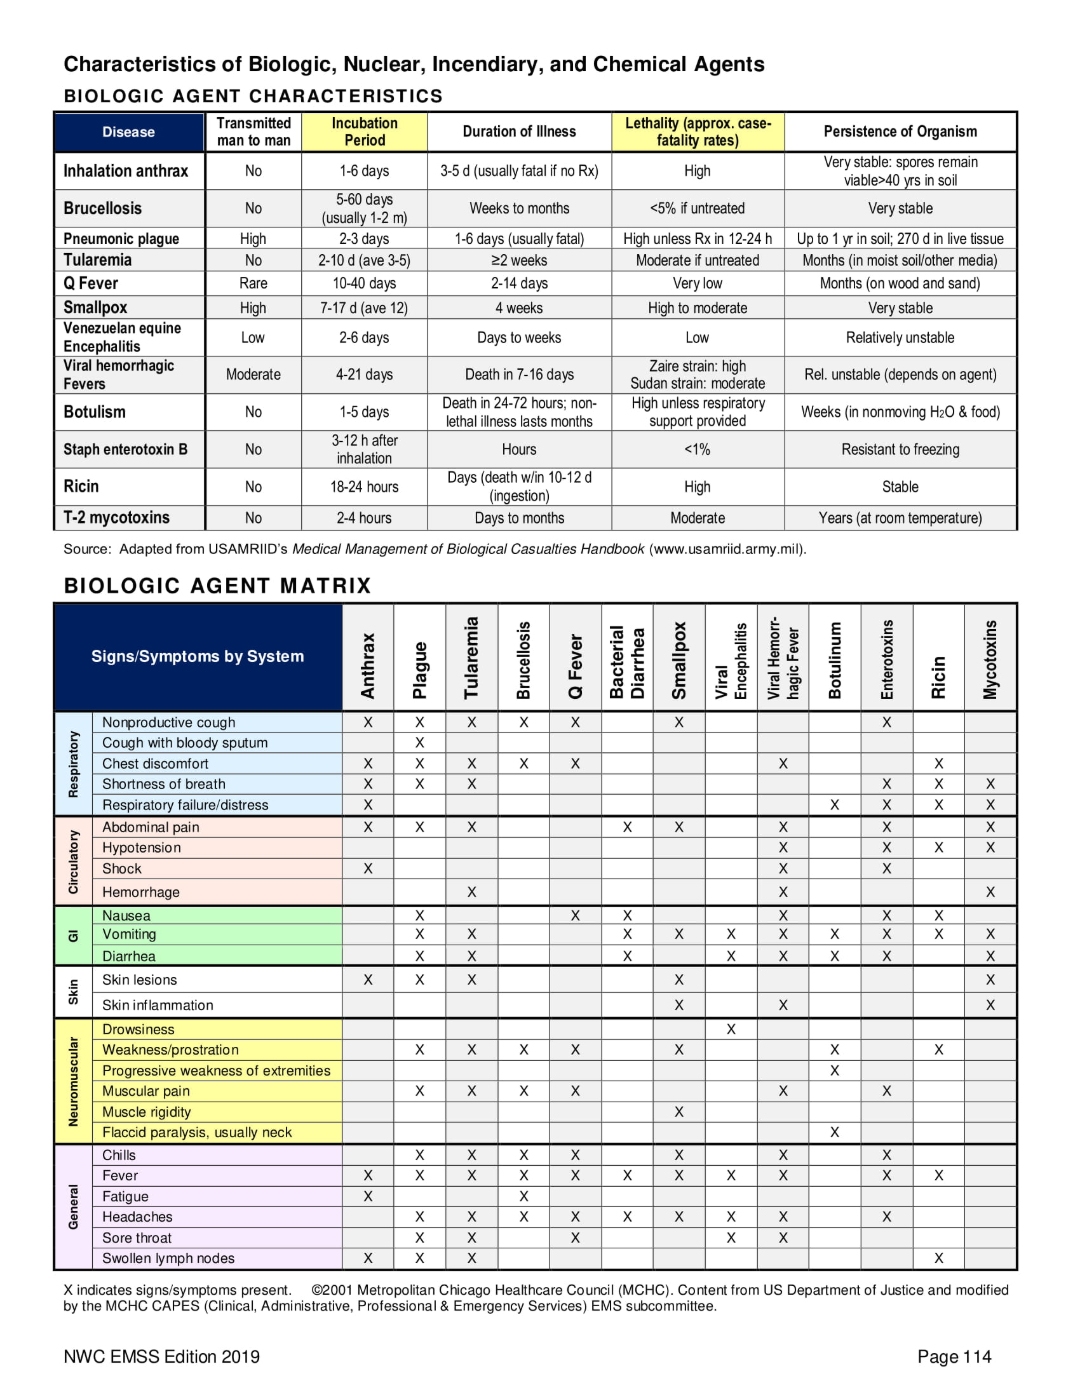 Characteristics of Biologic, Nuclear, Incendiary, and Chemical Agents
BIOLOGIC AGENT CHARACTERISTICS
Disease | Transmitted man to man | Incubation Period | Duration of Illness | Lethality (approx. case-fatality rates) | Persistence of Organism
Inhalation anthrax | No | 1-6 days | 3-5 d (usually fatal if no Rx) | High | Very stable: spores remain viable>40 yrs in soil
Brucellosis | No | 5-60 days (usually 1-2 m) | Weeks to months | <5% if untreated | Very stable
Pneumonic plague | High | 2-3 days | 1-6 days (usually fatal) | High unless Rx in 12-24 h | Up to 1 yr in soil; 270 d in live tissue
Tularemia | No | 2-10 d (ave 3-5) | ≥2 weeks | Moderate if untreated | Months (in moist soil/other media)
Q Fever | Rare | 10-40 days | 2-14 days | Very low | Months (on wood and sand)
Smallpox | High | 7-17 d (ave 12) | 4 weeks | High to moderate | Very stable
Venezuelan equine Encephalitis | Low | 2-6 days | Days to weeks | Low | Relatively unstable
Viral hemorrhagic Fevers | Moderate | 4-21 days | Death in 7-16 days | Zaire strain: high Sudan strain: moderate | Rel. unstable (depends on agent)
Botulism | No | 1-5 days | Death in 24-72 hours; non-lethal illness lasts months | High unless respiratory support provided | Weeks (in nonmoving H2O & food)
Staph enterotoxin B | No | 3-12 h after inhalation | Hours | <1% | Resistant to freezing
Ricin | No | 18-24 hours | Days (death w/in 10-12 d (ingestion) | High | Stable
T-2 mycotoxins | No | 2-4 hours | Days to months | Moderate | Years (at room temperature)
Source: Adapted from USAMRIID's Medical Management of Biological Casualties Handbook (www.usamriid.army.mil).
BIOLOGIC AGENT MATRIX
Signs/Symptoms by System | Anthrax | Plague | Tularemia | Brucellosis | Q Fever | Bacterial Diarrhea | Smallpox | Viral Encephalitis | Viral Hemorr-hagic Fever | Botulinum | Enterotoxins | Ricin | Mycotoxins
Respiratory
Nonproductive cough | X | X | X | X | X | | X | | | | X | |
Cough with bloody sputum | | X | | | | | | | | | | |
Chest discomfort | X | X | X | X | X | | | | X | | | X |
Shortness of breath | X | X | X | | | | | | | | X | X | X
Respiratory failure/distress | X | | | | | | | | | X | X | X | X
Circulatory
Abdominal pain | X | X | X | | | X | X | | X | | X | | X
Hypotension | | | | | | | | | X | | X | X | X
Shock | X | | | | | | | | X | | X | |
Hemorrhage | | | X | | | | | | X | | | | X
GI
Nausea | | X | | | X | X | | | X | | X | X |
Vomiting | | X | X | | | X | X | X | X | X | X | X | X
Diarrhea | | X | X | | | X | | X | X | X | X | | X
Skin
Skin lesions | X | X | X | | | | X | | | | | | X
Skin inflammation | | | | | | | X | | X | | | | X
Neuromuscular
Drowsiness | | | | | | | | X | | | | |
Weakness/prostration | | X | X | X | X | | X | | | X | | X |
Progressive weakness of extremities | | | | | | | | | | X | | |
Muscular pain | | X | X | X | X | | | | X | | X | |
Muscle rigidity | | | | | | | X | | | | | |
Flaccid paralysis, usually neck | | | | | | | | | | X | | |
General
Chills | | X | X | X | X | | X | | X | | X | |
Fever | X | X | X | X | X | X | X | X | X | | X | X |
Fatigue | X | | | X | | | | | | | | |
Headaches | | X | X | X | X | X | X | X | X | | X | |
Sore throat | | X | X | | X | | | X | X | | | |
Swollen lymph nodes | X | X | X | | | | | | | | | X |
X indicates signs/symptoms present. ©2001 Metropolitan Chicago Healthcare Council (MCHC). Content from US Department of Justice and modified
by the MCHC CAPES (Clinical, Administrative, Professional & Emergency Services) EMS subcommittee.
NWC EMSS Edition 2019
Page 114